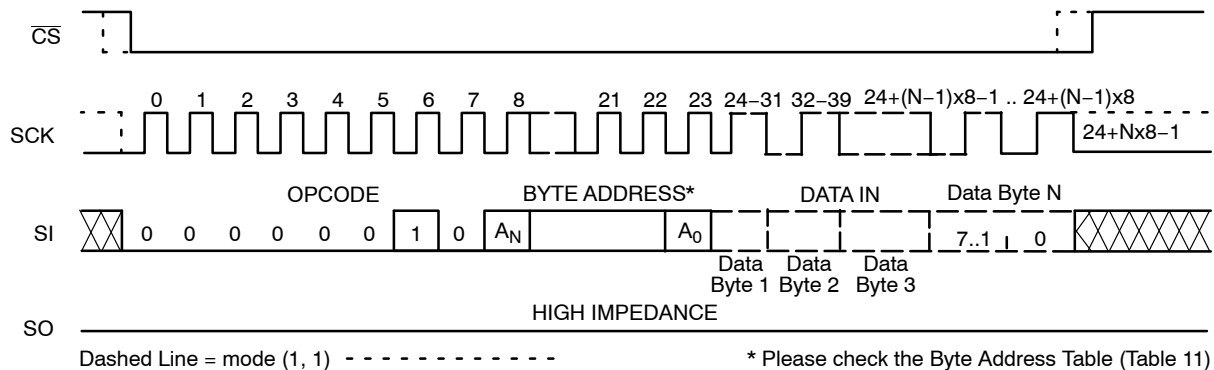 CS
0 1 2 3 4 5 6 7 8 21 22 23 24–31 32–39 24+(N–1)x8–1 .. 24+(N–1)x8
SCK 24+Nx8–1
OPCODE BYTE ADDRESS* DATA IN Data Byte N
SI 0 0 0 0 0 0 1 0 AN A0 7..1 0
Data Byte 1 Data Byte 2 Data Byte 3
HIGH IMPEDANCE
SO
Dashed Line = mode (1, 1) * Please check the Byte Address Table (Table 11)